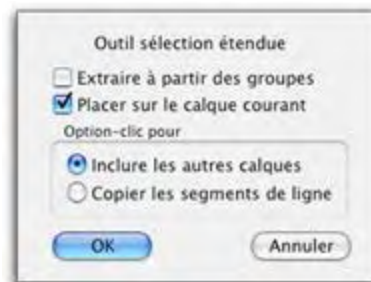 Outil sélection étendue
Extraire à partir des groupes
Placer sur le calque courant
Option-clic pour
Inclure les autres calques
Copier les segments de ligne
OK Annuler